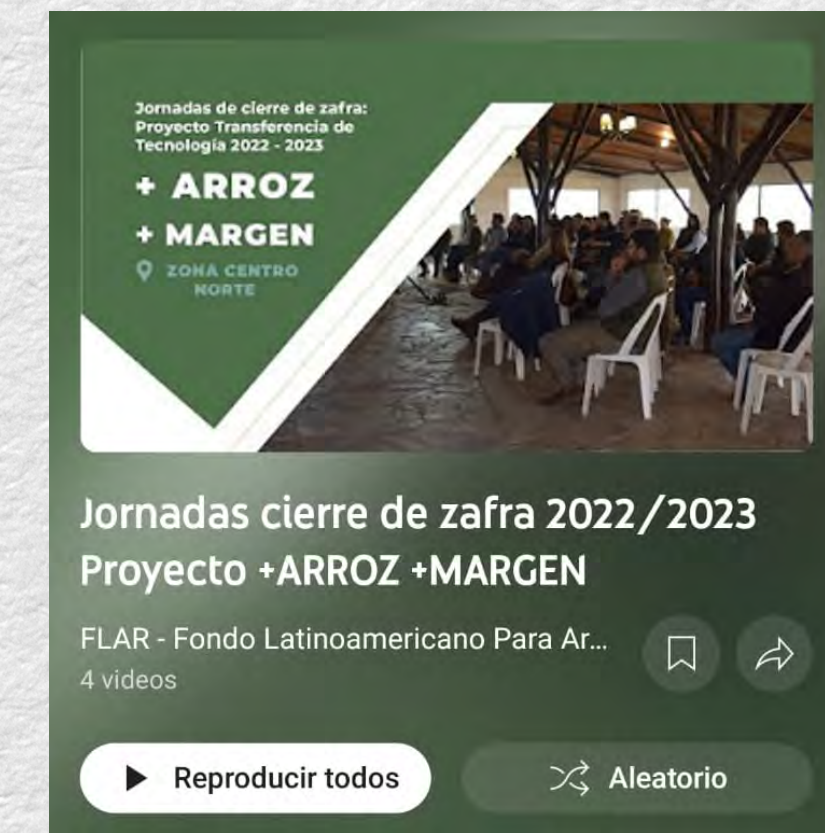 Jornadas de cierre de zafra:
Proyecto Transferencia de
Tecnología 2022 - 2023
+ ARROZ
+ MARGEN
ZONA CENTRO
NORTE
Jornadas cierre de zafra 2022/2023
Proyecto +ARROZ +MARGEN
FLAR - Fondo Latinoamericano Para Ar...
4 videos
Reproducir todos
Aleatorio